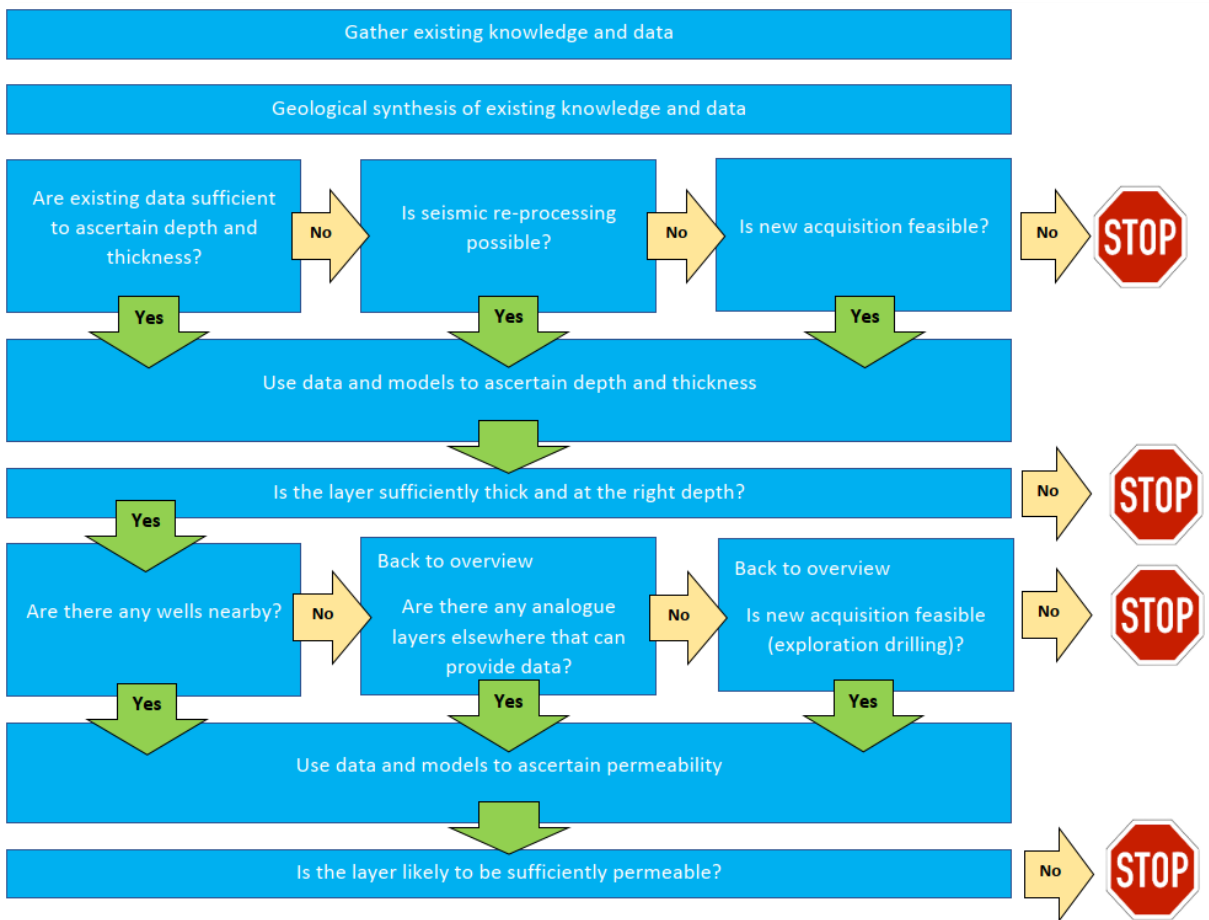 Gather existing knowledge and data
Geological synthesis of existing knowledge and data
Are existing data sufficient
to ascertain depth and
thickness?
No
Is seismic re-processing
possible?
No
Is new acquisition feasible?
No
STOP
Yes
Yes
Yes
Use data and models to ascertain depth and thickness
Is the layer sufficiently thick and at the right depth?
No
STOP
Yes
Are there any wells nearby?
No
Back to overview
Are there any analogue
layers elsewhere that can
provide data?
No
Back to overview
Is new acquisition feasible
(exploration drilling)?
No
STOP
Yes
Yes
Yes
Use data and models to ascertain permeability
Is the layer likely to be sufficiently permeable?
No
STOP